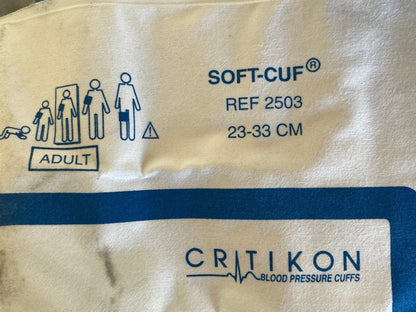 SOFT-CUF®
REF 2503
23-33 CM
ADULT
CRITIKON
BLOOD PRESSURE CUFFS